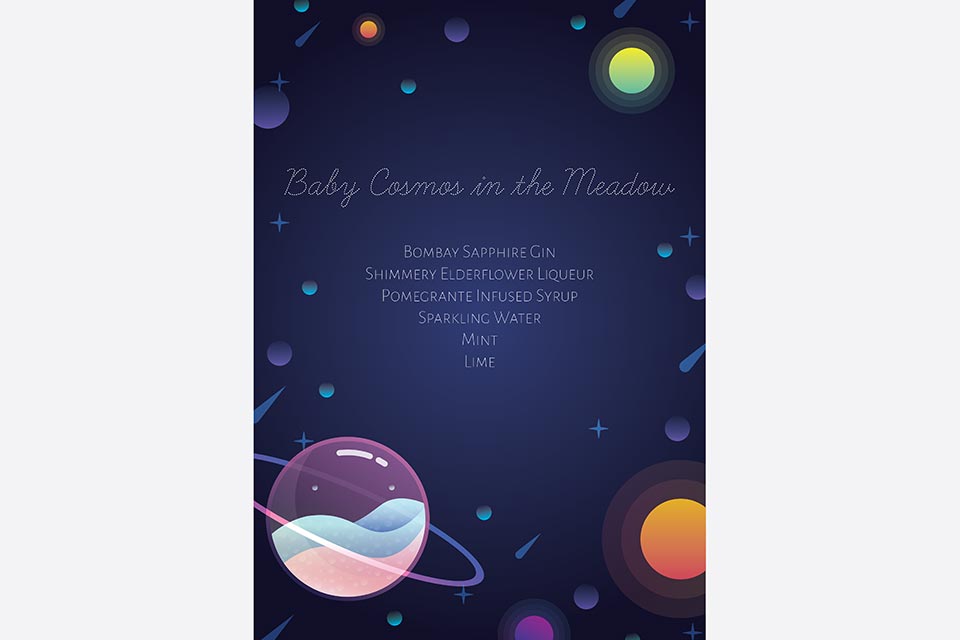 Baby Cosmos in the Meadow
Bombay Sapphire Gin
Shimmery Elderflower Liqueur
Pomegrante Infused Syrup
Sparkling Water
Mint
Lime